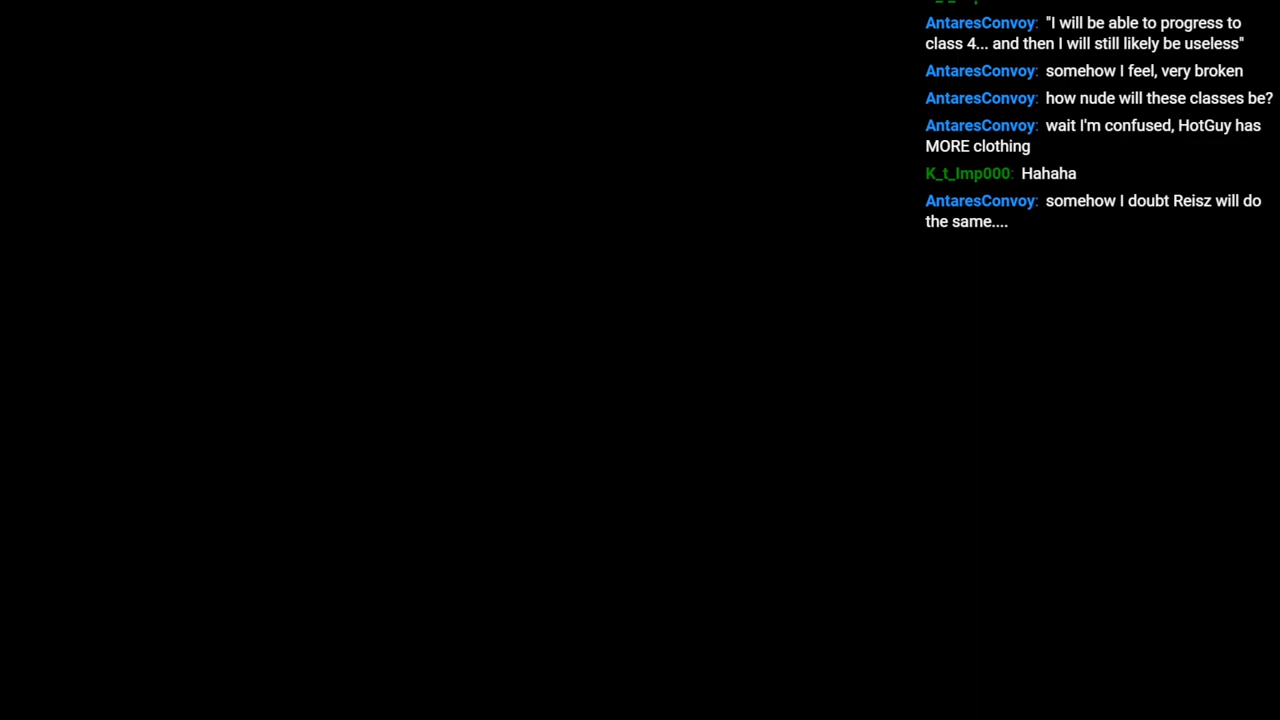 AntaresConvoy: "I will be able to progress to
class 4... and then I will still likely be useless"
AntaresConvoy: somehow I feel, very broken
AntaresConvoy: how nude will these classes be?
AntaresConvoy: wait I'm confused, HotGuy has
MORE clothing
K_t_Imp000: Hahaha
AntaresConvoy: somehow I doubt Reisz will do
the same....